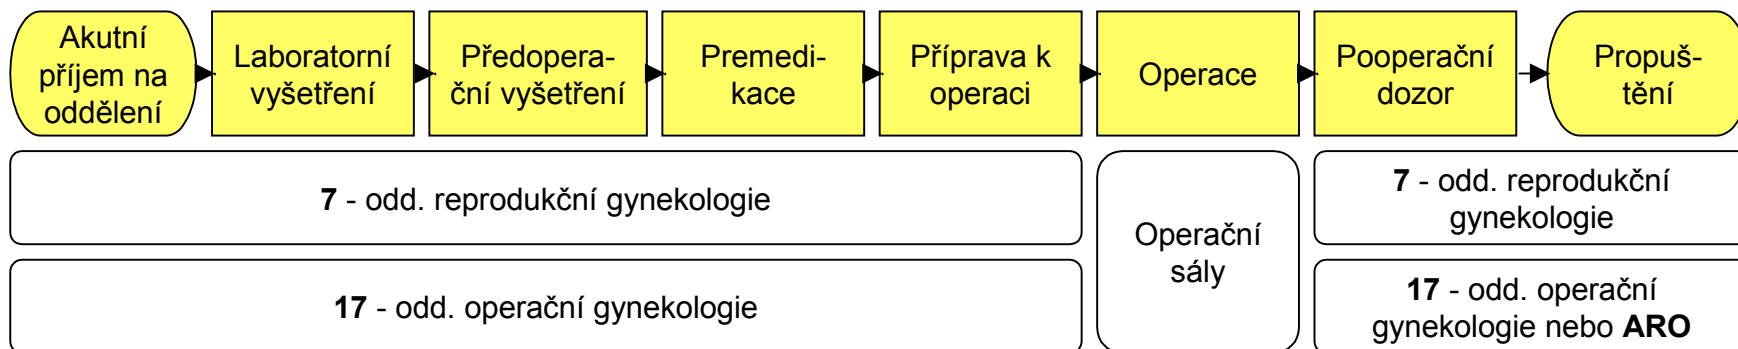 Akutní
příjem na
oddělení
Laboratorní
vyšetření
Předopera-
ční vyšetření
Premedi-
kace
Příprava k
operaci
Operace
Pooperační
dozor
Propuš-
tění
7 - odd. reprodukční gynekologie
17 - odd. operační gynekologie
Operační
sály
7 - odd. reprodukční
gynekologie
17 - odd. operační
gynekologie nebo ARO